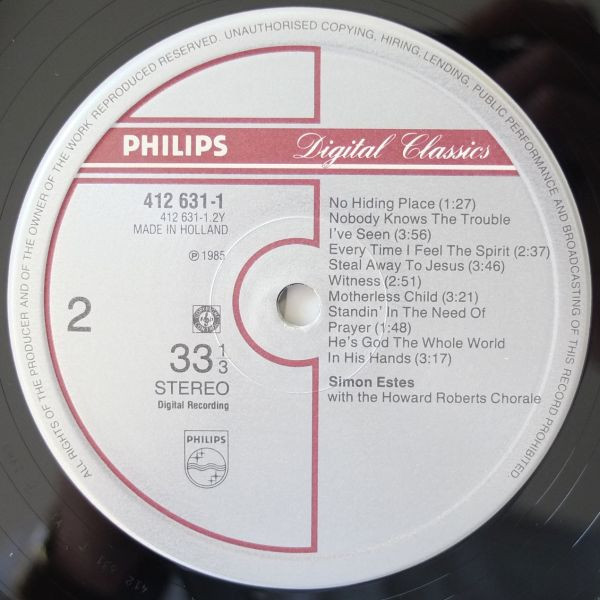 ALL RIGHTS OF THE PRODUCER AND OF THE OWNER OF THE WORK REPRODUCED RESERVED. UNAUTHORISED COPYING, HIRING, LENDING, PUBLIC PERFORMANCE AND BROADCASTING OF THIS RECORD PROHIBITED.
PHILIPS Digital Classics
412 631-1
412 631-1.2Y
MADE IN HOLLAND
℗ 1985
2
33 1/3
STEREO
Digital Recording
PHILIPS
No Hiding Place (1:27)
Nobody Knows The Trouble
I've Seen (3:56)
Every Time I Feel The Spirit (2:37)
Steal Away To Jesus (3:46)
Witness (2:51)
Motherless Child (3:21)
Standin' In The Need Of
Prayer (1:48)
He's God The Whole World
In His Hands (3:17)
Simon Estes
with the Howard Roberts Chorale